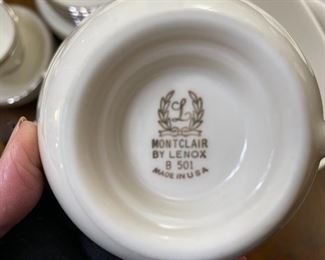 L
MONTCLAIR
BY LENOX
B 501
MADE IN USA